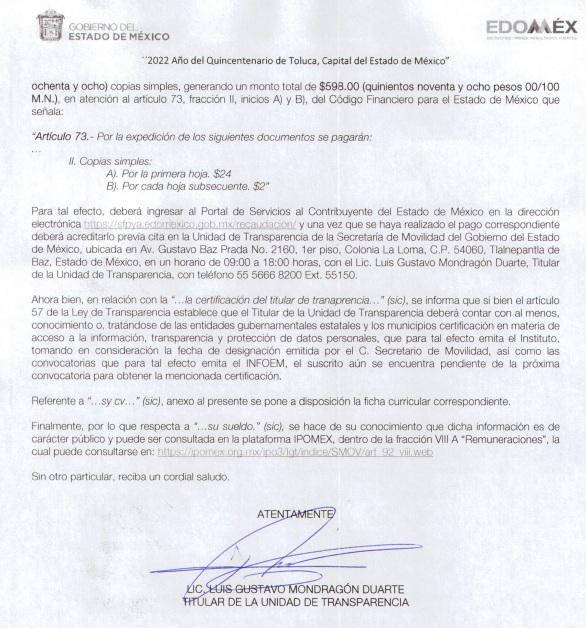 GOBIERNO DEL
ESTADO DE MÉXICO
EDOMÉX
DECISIONES FIRMES, RESULTADOS FUERTES.
´´2022 Año del Quincentenario de Toluca, Capital del Estado de México”
ochenta y ocho) copias simples, generando un monto total de $598.00 (quinientos noventa y ocho pesos 00/100
M.N.), en atención al artículo 73, fracción II, inicios A) y B), del Código Financiero para el Estado de México que
señala:
“Artículo 73.- Por la expedición de los siguientes documentos se pagarán:
…
II. Copias simples:
A). Por la primera hoja. $24
B). Por cada hoja subsecuente. $2”
Para tal efecto, deberá ingresar al Portal de Servicios al Contribuyente del Estado de México en la dirección
electrónica https://sfpya.edomexico.gob.mx/recaudacion/ y una vez que se haya realizado el pago correspondiente
deberá acreditarlo previa cita en la Unidad de Transparencia de la Secretaría de Movilidad del Gobierno del Estado
de México, ubicada en Av. Gustavo Baz Prada No. 2160, 1er piso, Colonia La Loma, C.P. 54060, Tlalnepantla de
Baz, Estado de México, en un horario de 09:00 a 18:00 horas, con el Lic. Luis Gustavo Mondragón Duarte, Titular
de la Unidad de Transparencia, con teléfono 55 5666 8200 Ext. 55150.
Ahora bien, en relación con la “…la certificación del titular de tranaprencia…” (sic), se informa que si bien el artículo
57 de la Ley de Transparencia establece que el Titular de la Unidad de Transparencia deberá contar con al menos,
conocimiento o, tratándose de las entidades gubernamentales estatales y los municipios certificación en materia de
acceso a la información, transparencia y protección de datos personales, que para tal efecto emita el Instituto,
tomando en consideración la fecha de designación emitida por el C. Secretario de Movilidad, así como las
convocatorias que para tal efecto emita el INFOEM, el suscrito aún se encuentra pendiente de la próxima
convocatoria para obtener la mencionada certificación.
Referente a “…sy cv…” (sic), anexo al presente se pone a disposición la ficha curricular correspondiente.
Finalmente, por lo que respecta a “…su sueldo.” (sic), se hace de su conocimiento que dicha información es de
carácter público y puede ser consultada en la plataforma IPOMEX, dentro de la fracción VIII A “Remuneraciones”, la
cual puede consultarse en: https://ipomex.org.mx/ipo3/lgt/indice/SMOV/art_92_viii.web
Sin otro particular, reciba un cordial saludo.
ATENTAMENTE
LIC. LUIS GUSTAVO MONDRAGÓN DUARTE
TITULAR DE LA UNIDAD DE TRANSPARENCIA